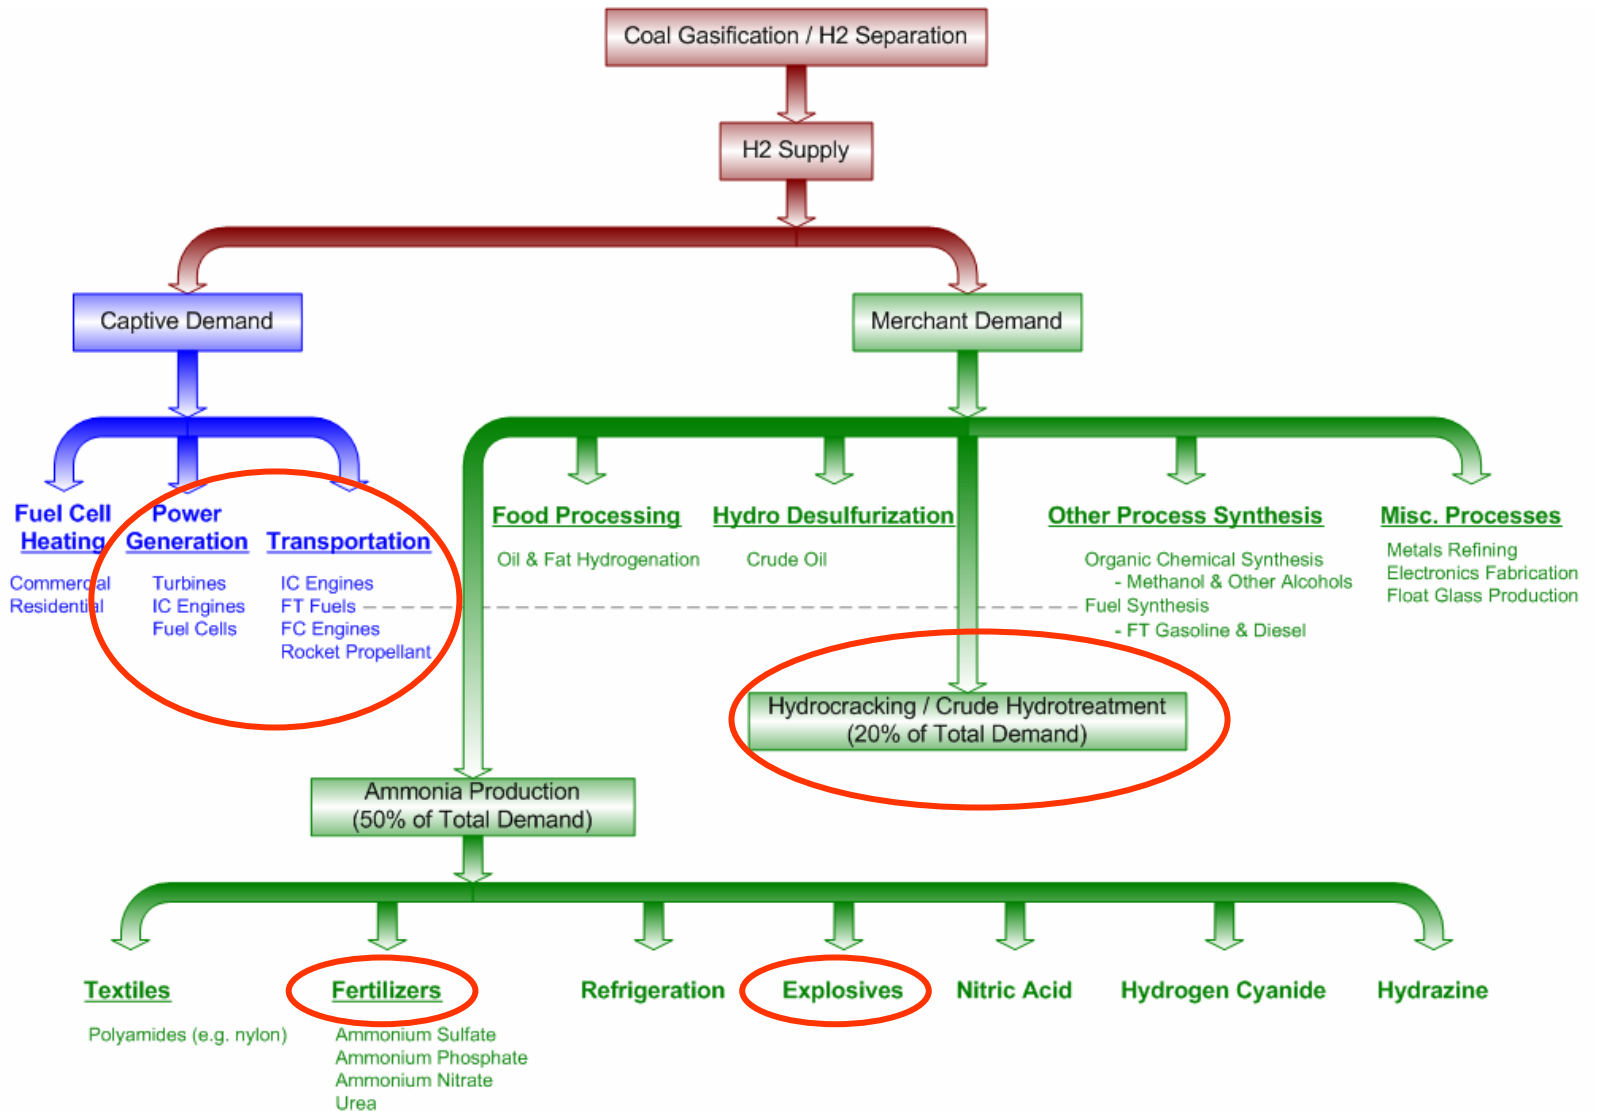 Coal Gasification / H2 Separation
H2 Supply
Captive Demand
Merchant Demand
Fuel Cell
Heating
Commercial
Residential
Power
Generation
Turbines
IC Engines
Fuel Cells
Transportation
IC Engines
FT Fuels
FC Engines
Rocket Propellant
Food Processing
Oil & Fat Hydrogenation
Hydro Desulfurization
Crude Oil
Other Process Synthesis
Organic Chemical Synthesis
- Methanol & Other Alcohols
Fuel Synthesis
- FT Gasoline & Diesel
Misc. Processes
Metals Refining
Electronics Fabrication
Float Glass Production
Hydrocracking / Crude Hydrotreatment
(20% of Total Demand)
Ammonia Production
(50% of Total Demand)
Textiles
Polyamides (e.g. nylon)
Fertilizers
Ammonium Sulfate
Ammonium Phosphate
Ammonium Nitrate
Urea
Refrigeration
Explosives
Nitric Acid
Hydrogen Cyanide
Hydrazine